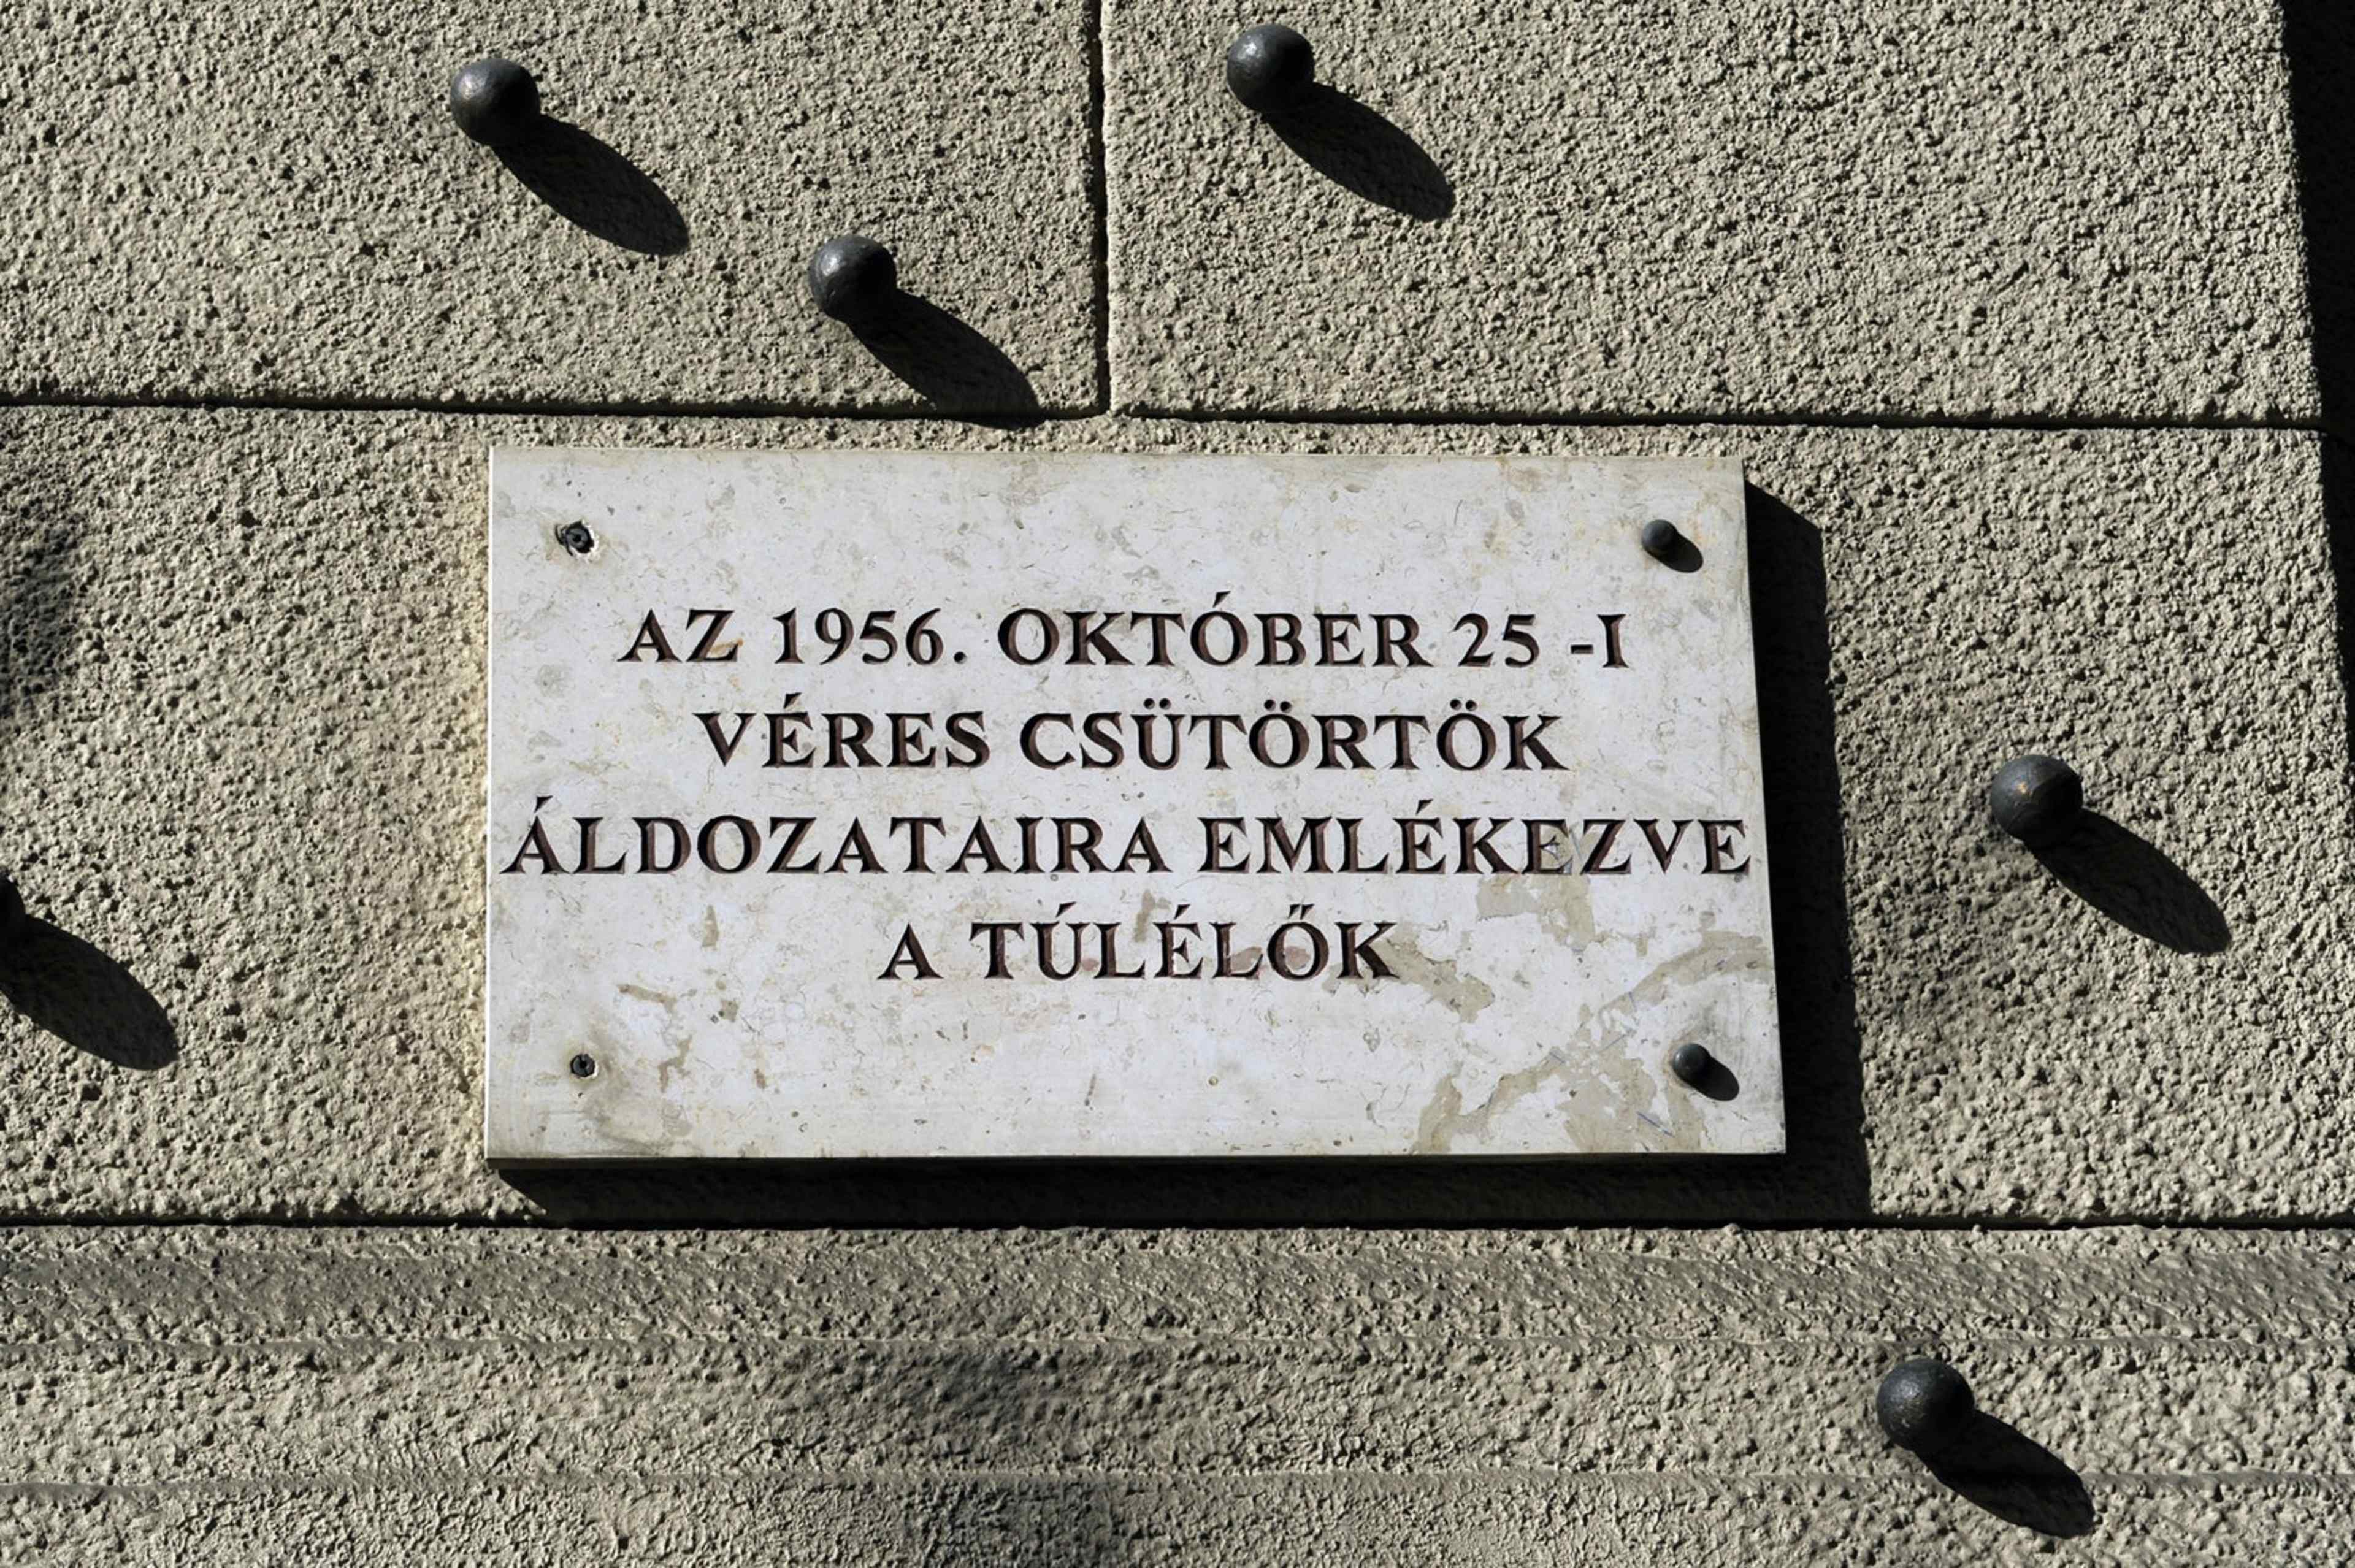 AZ 1956. OKTÓBER 25 -I
VÉRES CSÜTÖRTÖK
ÁLDOZATAIRA EMLÉKEZVE
A TÚLÉLŐK